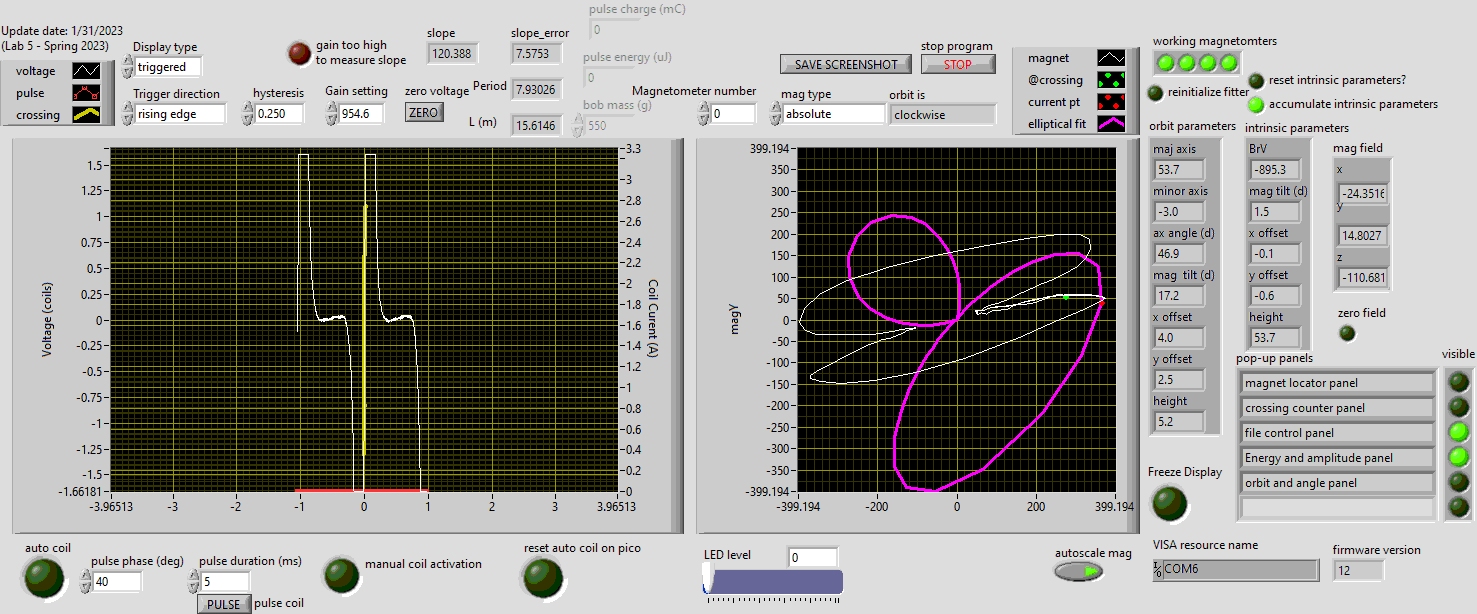 Update date: 1/31/2023
(Lab 5 - Spring 2023)
voltage
pulse
crossing
Display type
triggered
Trigger direction
rising edge
gain too high
to measure slope
hysteresis
0.250
Gain setting
954.6
zero voltage
ZERO
slope
120.388
slope_error
7.5753
Period
7.93026
L (m)
15.6146
pulse charge (mC)
0
pulse energy (uJ)
0
bob mass (g)
550
SAVE SCREENSHOT
stop program
STOP
Magnetometer number
0
mag type
absolute
orbit is
clockwise
magnet
@crossing
current pt
elliptical fit
working magnetomters
reinitialize fitter
reset intrinsic parameters?
accumulate intrinsic parameters
Voltage (coils)
1.5
1.25
1
0.75
0.5
0.25
0
-0.25
-0.5
-0.75
-1
-1.25
-1.5
-1.66181
-3.96513
-3
-2
-1
0
1
2
3
3.96513
3.3
3
2.8
2.6
2.4
2.2
2
1.8
1.6
1.4
1.2
1
0.8
0.6
0.4
0.2
0
Coil Curent (A)
magy
399.194
350
300
250
200
150
100
50
0
-50
-100
-150
-200
-250
-300
-350
-399.194
-399.194
-200
0
200
399.194
orbit parameters
maj axis
53.7
minor axis
-3.0
ax angle (d)
46.9
mag tilt (d)
17.2
x offset
4.0
y offset
2.5
height
5.2
intrinsic parameters
BrV
-895.3
mag tilt (d)
1.5
x offset
-0.1
y offset
-0.6
height
53.7
mag field
x
-24.3516
y
14.8027
z
-110.681
zero field
pop-up panels
visible
magnet locator panel
crossing counter panel
file control panel
Energy and amplitude panel
orbit and angle panel
Freeze Display
auto coil
pulse phase (deg)
40
pulse duration (ms)
5
PULSE
pulse coil
manual coil activation
reset auto coil on pico
LED level
0
autoscale mag
VISA resource name
I/0 COM6
firmware version
12